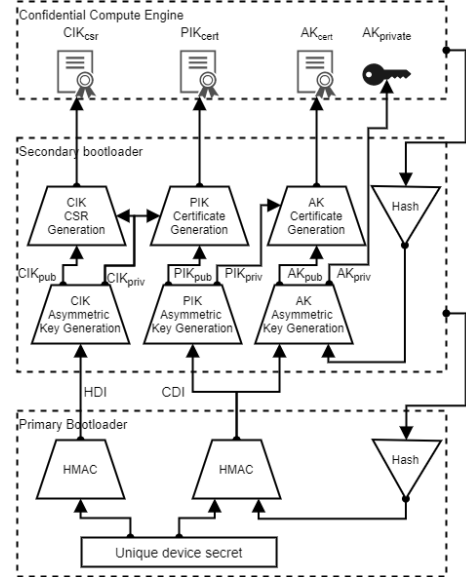 Confidential Compute Engine
CIKcsr
PIKcert
AKcert
AKprivate
Secondary bootloader
CIK
CSR
Generation
PIK
Certificate
Generation
AK
Certificate
Generation
Hash
CIKpub
CIKpriv
PIKpub
PIKpriv
AKpub
AKpriv
CIK
Asymmetric
Key Generation
PIK
Asymmetric
Key Generation
AK
Asymmetric
Key Generation
HDI
CDI
Primary Bootloader
HMAC
HMAC
Hash
Unique device secret